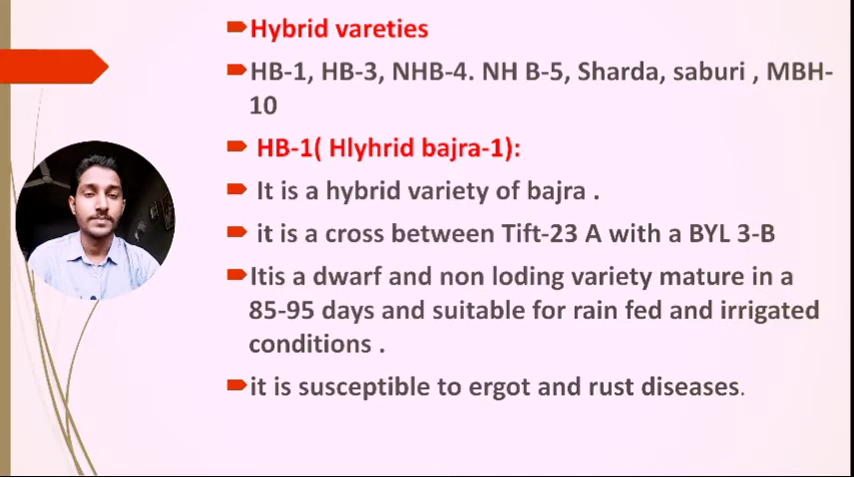 Hybrid vareties
HB-1, HB-3, NHB-4. NH B-5, Sharda, saburi , MBH-
10
HB-1( Hlyhrid bajra-1):
It is a hybrid variety of bajra .
it is a cross between Tift-23 A with a BYL 3-B
Itis a dwarf and non loding variety mature in a
85-95 days and suitable for rain fed and irrigated
conditions .
it is susceptible to ergot and rust diseases.